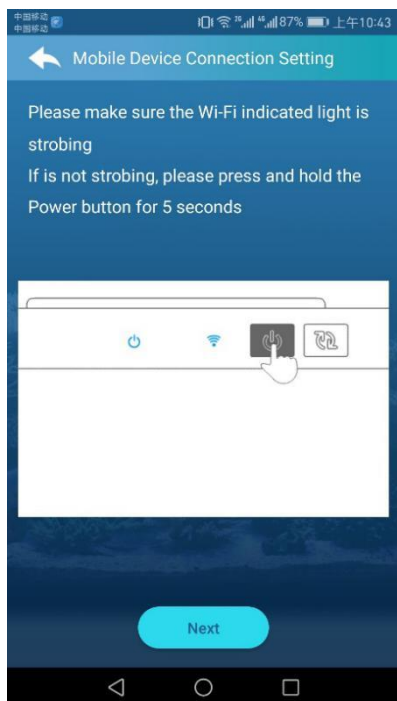 中国移动
中国移动
2G 4G 87% 上午10:43
Mobile Device Connection Setting
Please make sure the Wi-Fi indicated light is
strobing
If is not strobing, please press and hold the
Power button for 5 seconds
Next